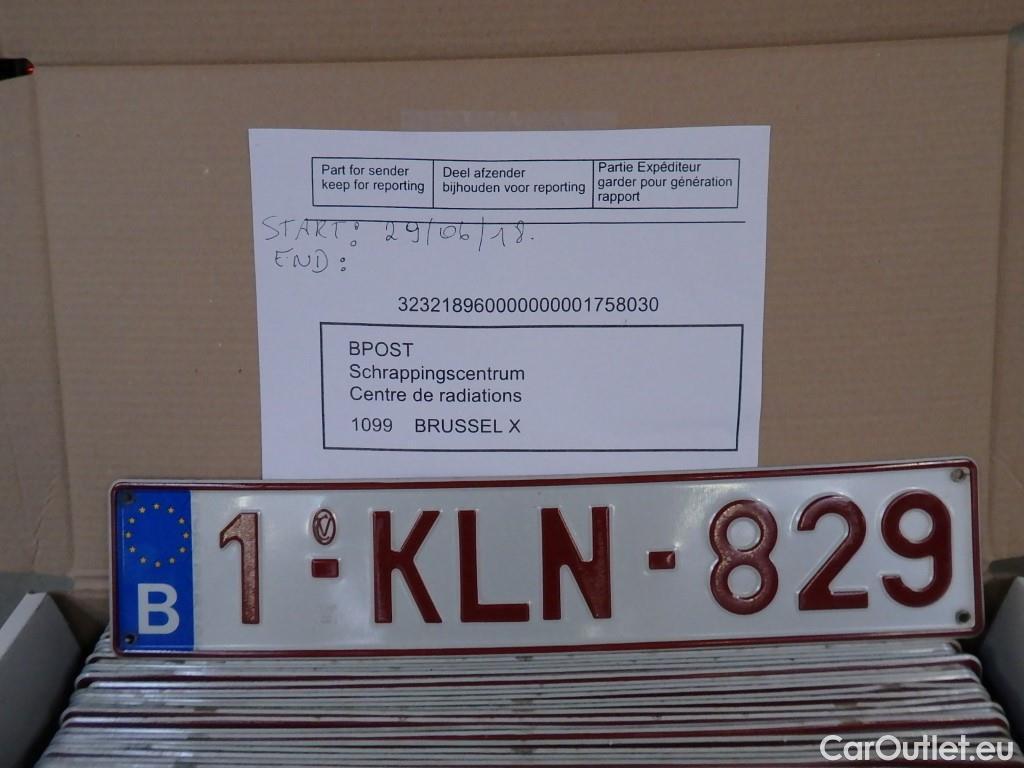 Part for sender
keep for reporting
Deel afzender
bijhouden voor reporting
Partie Expéditeur
garder pour génération
rapport
START: 29/06/18.
END:
323218960000000001758030
BPOST
Schrappingscentrum
Centre de radiations
1099 BRUSSEL X
B 1-KLN-829
CarOutlet.eu